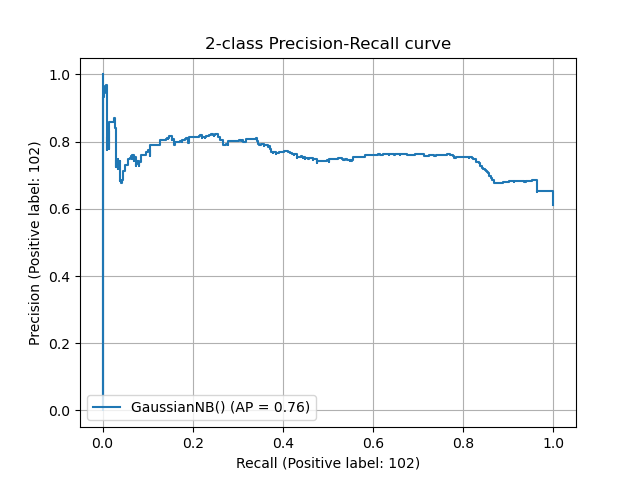 2-class Precision-Recall curve
Precision (Positive label: 102)
1.0
0.8
0.6
0.4
0.2
0.0
GaussianNB() (AP = 0.76)
0.0 0.2 0.4 0.6 0.8 1.0
Recall (Positive label: 102)